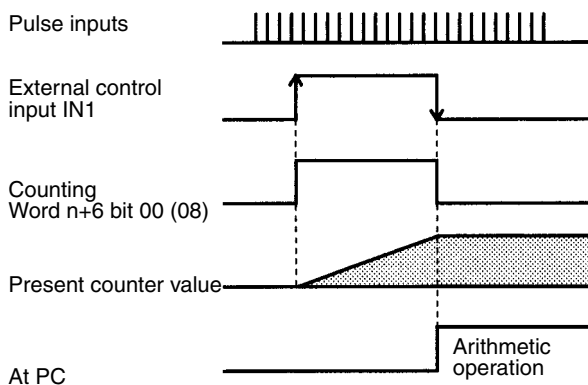 Pulse inputs
External control
input IN1
Counting
Word n+6 bit 00 (08)
Present counter value
At PC
Arithmetic
operation